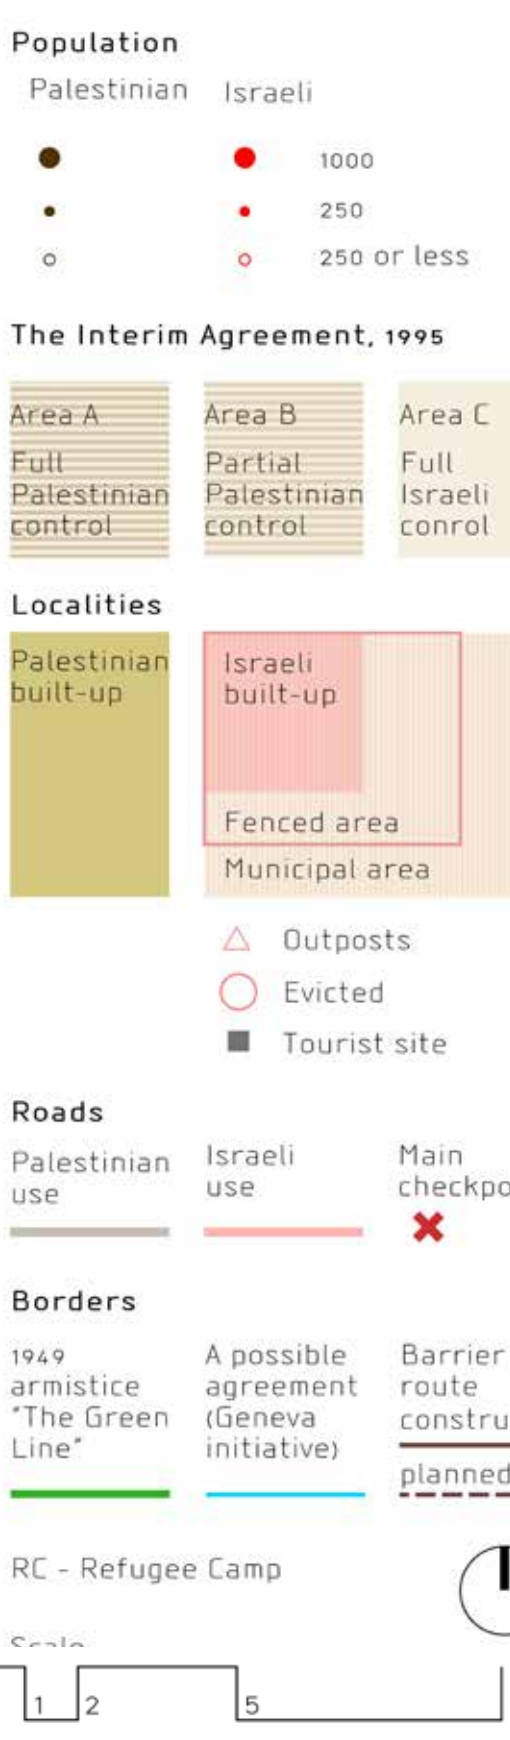 Population
Palestinian Israeli
1000
250
250 or less
The Interim Agreement, 1995
Area A
Full
Palestinian
control
Area B
Partial
Palestinian
control
Area C
Full
Israeli
conrol
Localities
Palestinian
built-up
Israeli
built-up
Fenced area
Municipal area
Outposts
Evicted
Tourist site
Roads
Palestinian
use
Israeli
use
Main
checkpo
Borders
1949
armistice
"The Green
Line"
A possible
agreement
(Geneva
initiative)
Barrier
route
constru
planned
RC - Refugee Camp
Scale
1 2 5